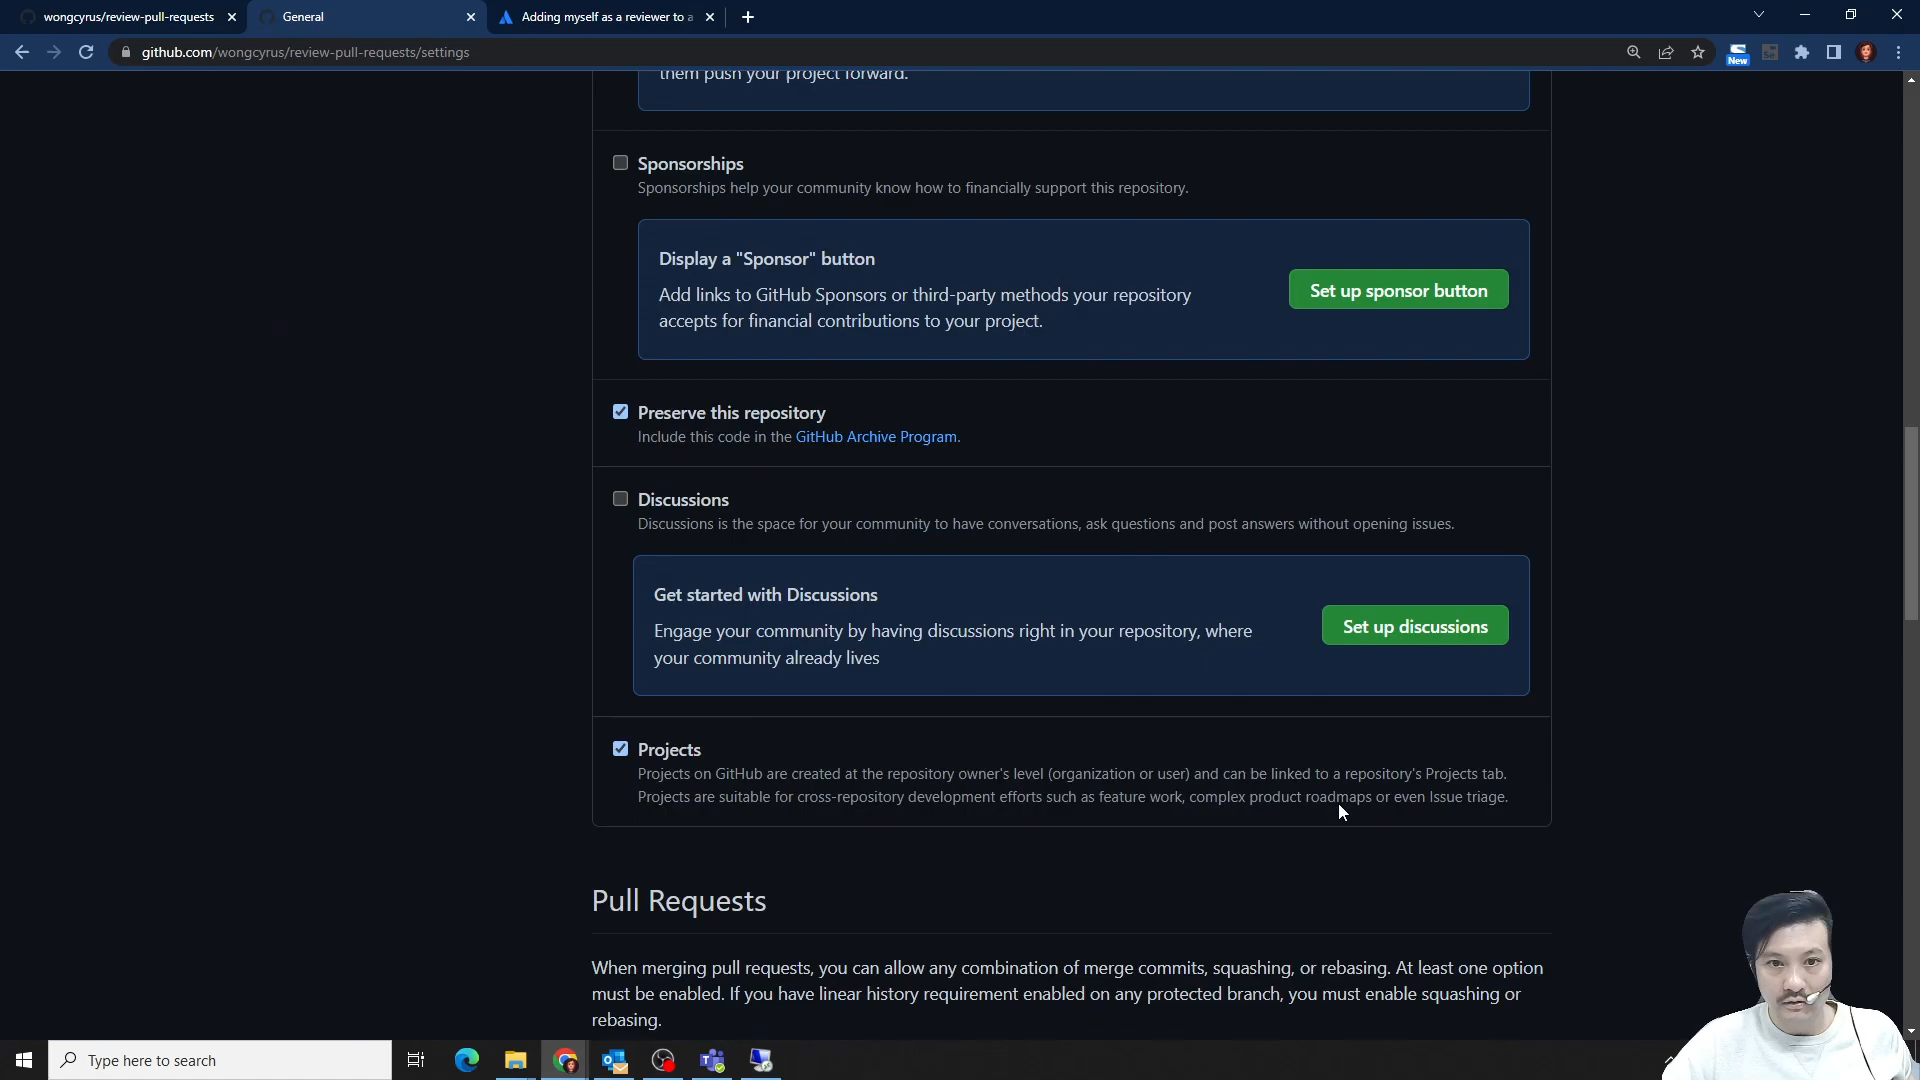 wongcyrus/review-pull-requests
General
Adding myself as a reviewer to a
github.com/wongcyrus/review-pull-requests/settings
New
them push your project forward.
Sponsorships
Sponsorships help your community know how to financially support this repository.
Display a "Sponsor" button
Add links to GitHub Sponsors or third-party methods your repository
accepts for financial contributions to your project.
Set up sponsor button
Preserve this repository
Include this code in the GitHub Archive Program.
Discussions
Discussions is the space for your community to have conversations, ask questions and post answers without opening issues.
Get started with Discussions
Engage your community by having discussions right in your repository, where
your community already lives
Set up discussions
Projects
Projects on GitHub are created at the repository owner's level (organization or user) and can be linked to a repository's Projects tab.
Projects are suitable for cross-repository development efforts such as feature work, complex product roadmaps or even Issue triage.
Pull Requests
When merging pull requests, you can allow any combination of merge commits, squashing, or rebasing. At least one option
must be enabled. If you have linear history requirement enabled on any protected branch, you must enable squashing or
rebasing.
Type here to search